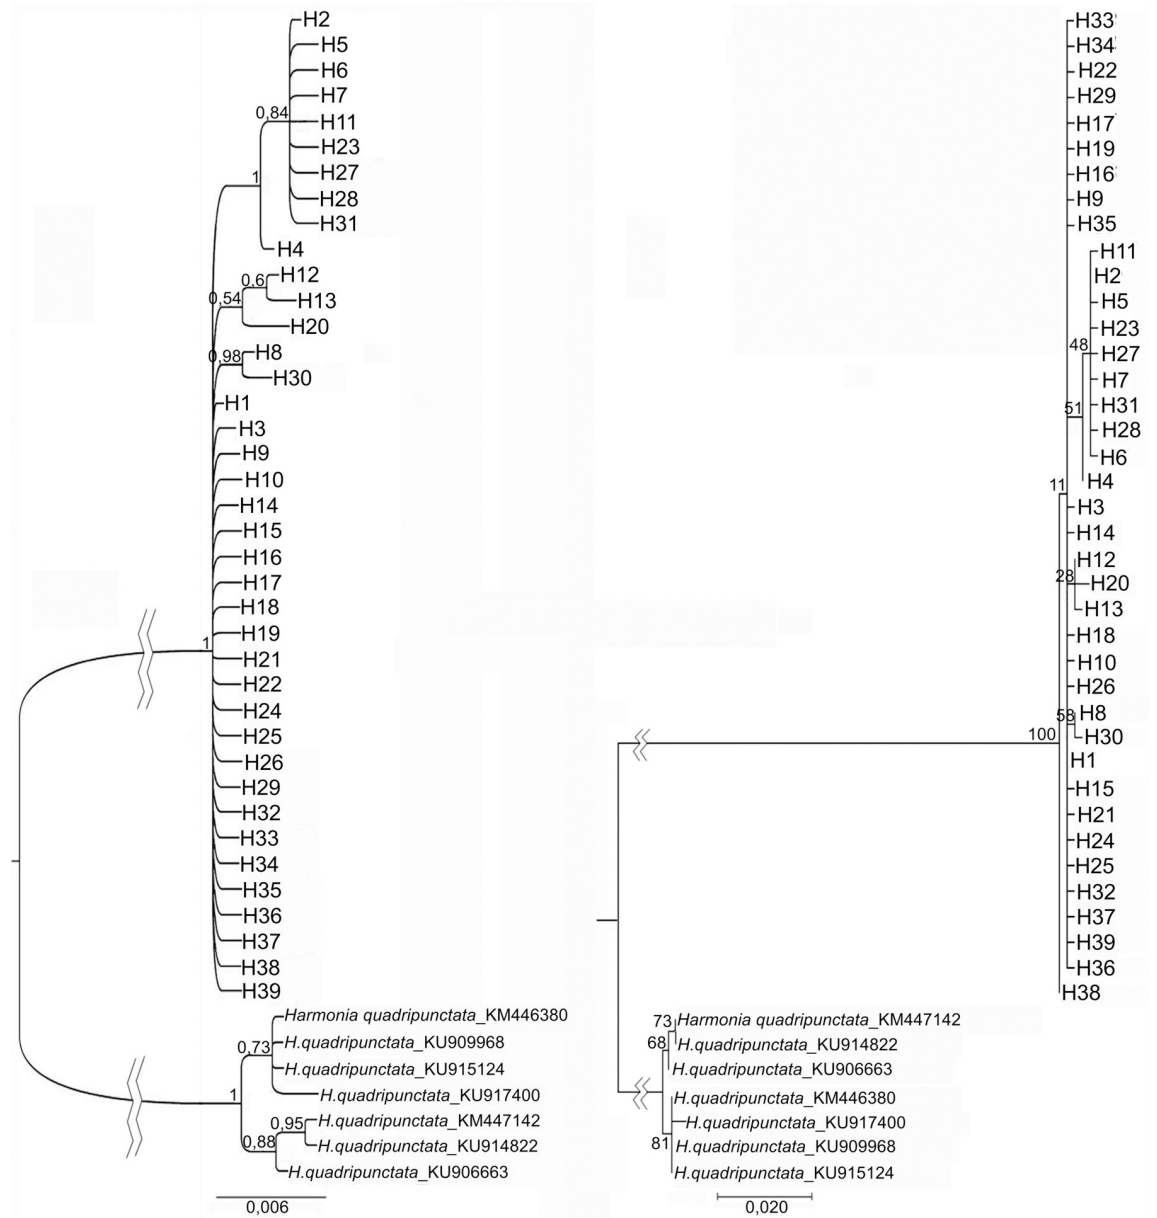 H2
H5
H6
H7
0,84
H11
H23
H27
1
H28
H31
H4
H12
0,6
H13
0,54
H20
H8
0,98
H30
H1
H3
H9
H10
H14
H15
H16
H17
H18
H19
1
H21
H22
H24
H25
H26
H29
H32
H33
H34
H35
H36
H37
H38
H39
Harmonia quadripunctata_KM446380
H.quadripunctata_KU909968
0,73
H.quadripunctata_KU915124
1
H.quadripunctata_KU917400
H.quadripunctata_KM447142
0,95
H.quadripunctata_KU914822
0,88
H.quadripunctata_KU906663
0,006
H33
H34
H22
H29
H17
H19
H16
H9
H35
H11
H2
H5
H23
48
H27
H7
H31
51
H28
H6
H4
11
H3
H14
H12
28
H20
H13
H18
H10
H26
H8
58
H30
100
H1
H15
H21
H24
H25
H32
H37
H39
H36
H38
73
Harmonia quadripunctata_KM447142
H.quadripunctata_KU914822
68
H.quadripunctata_KU906663
H.quadripunctata_KM446380
H.quadripunctata_KU917400
81
H.quadripunctata_KU909968
H.quadripunctata_KU915124
0,020